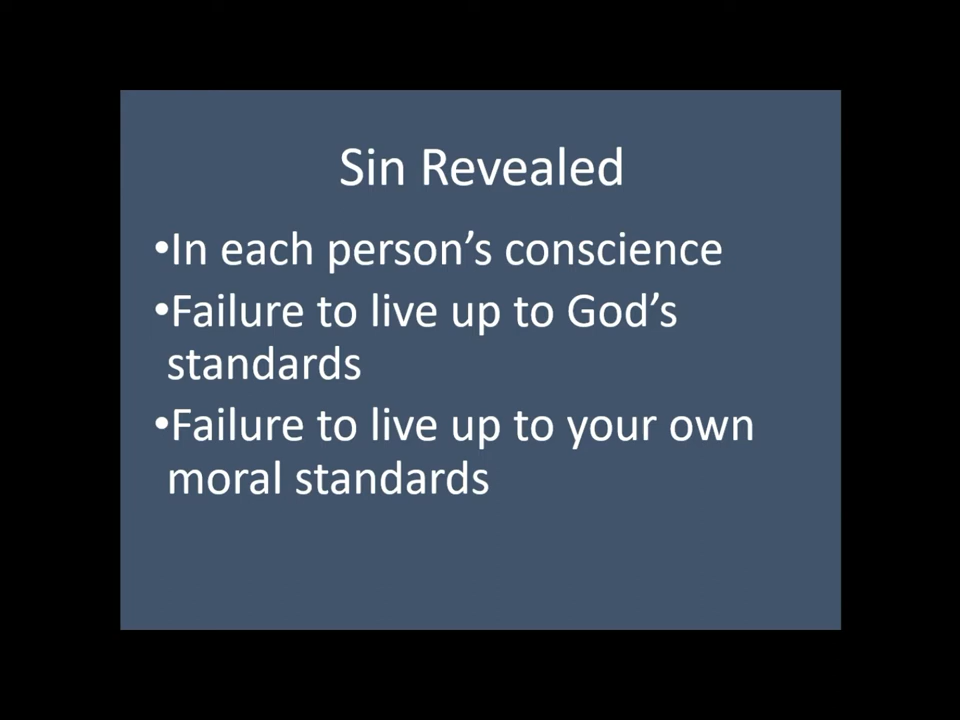 Sin Revealed
•In each person’s conscience
•Failure to live up to God’s
standards
•Failure to live up to your own
moral standards